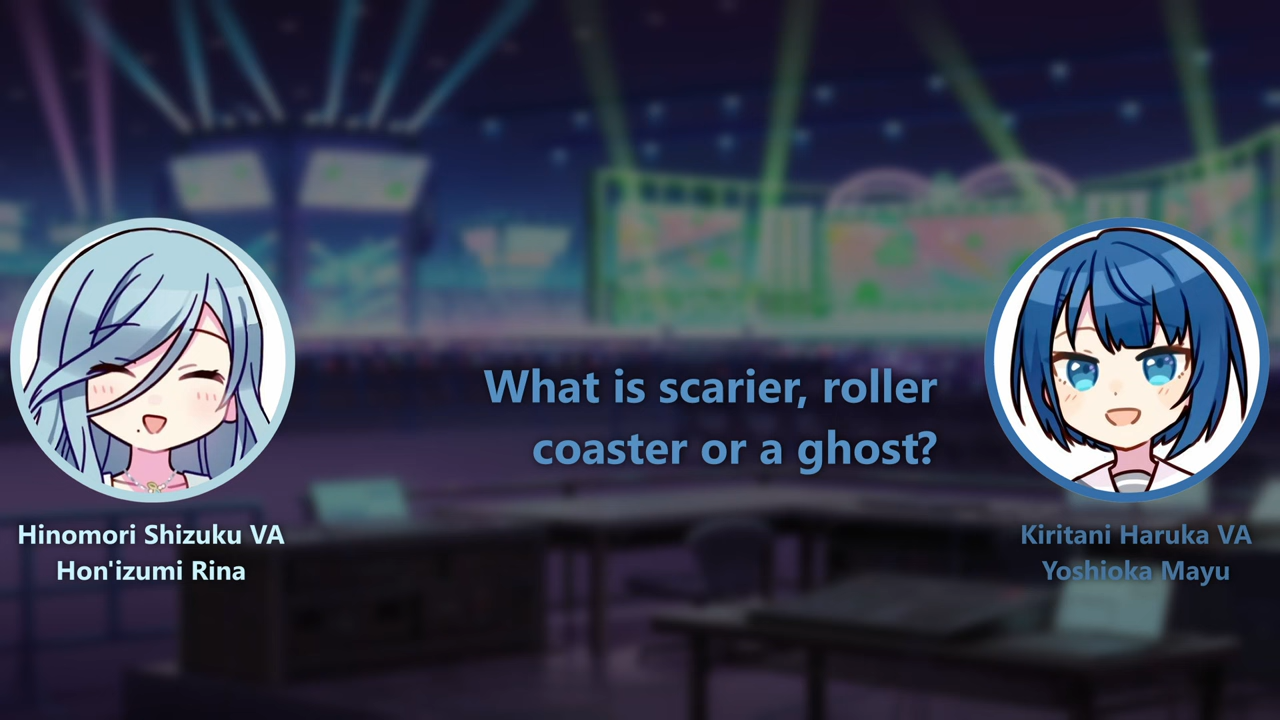 What is scarier, roller
coaster or a ghost?
Hinomori Shizuku VA
Hon'izumi Rina
Kiritani Haruka VA
Yoshioka Mayu